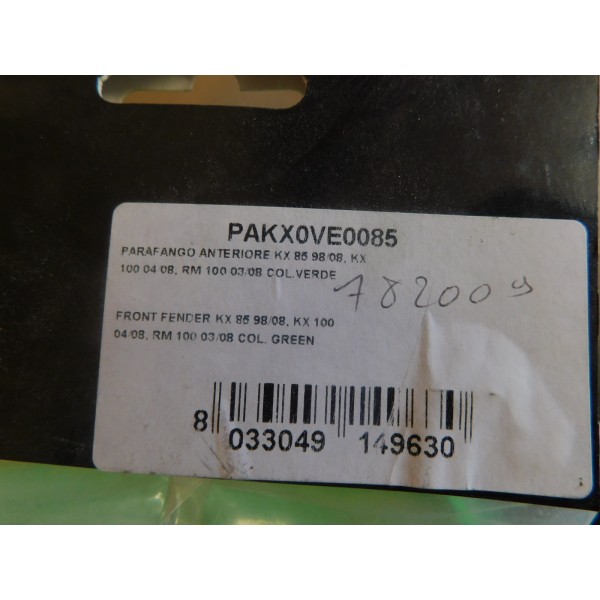 PAKX0VE0085
PARAFANGO ANTERIORE KX 85 98/08, KX
100 04/08, RM 100 03/08 COL.VERDE
782009
FRONT FENDER KX 85 98/08, KX 100
04/08, RM 100 03/08 COL. GREEN
8 033049 149630